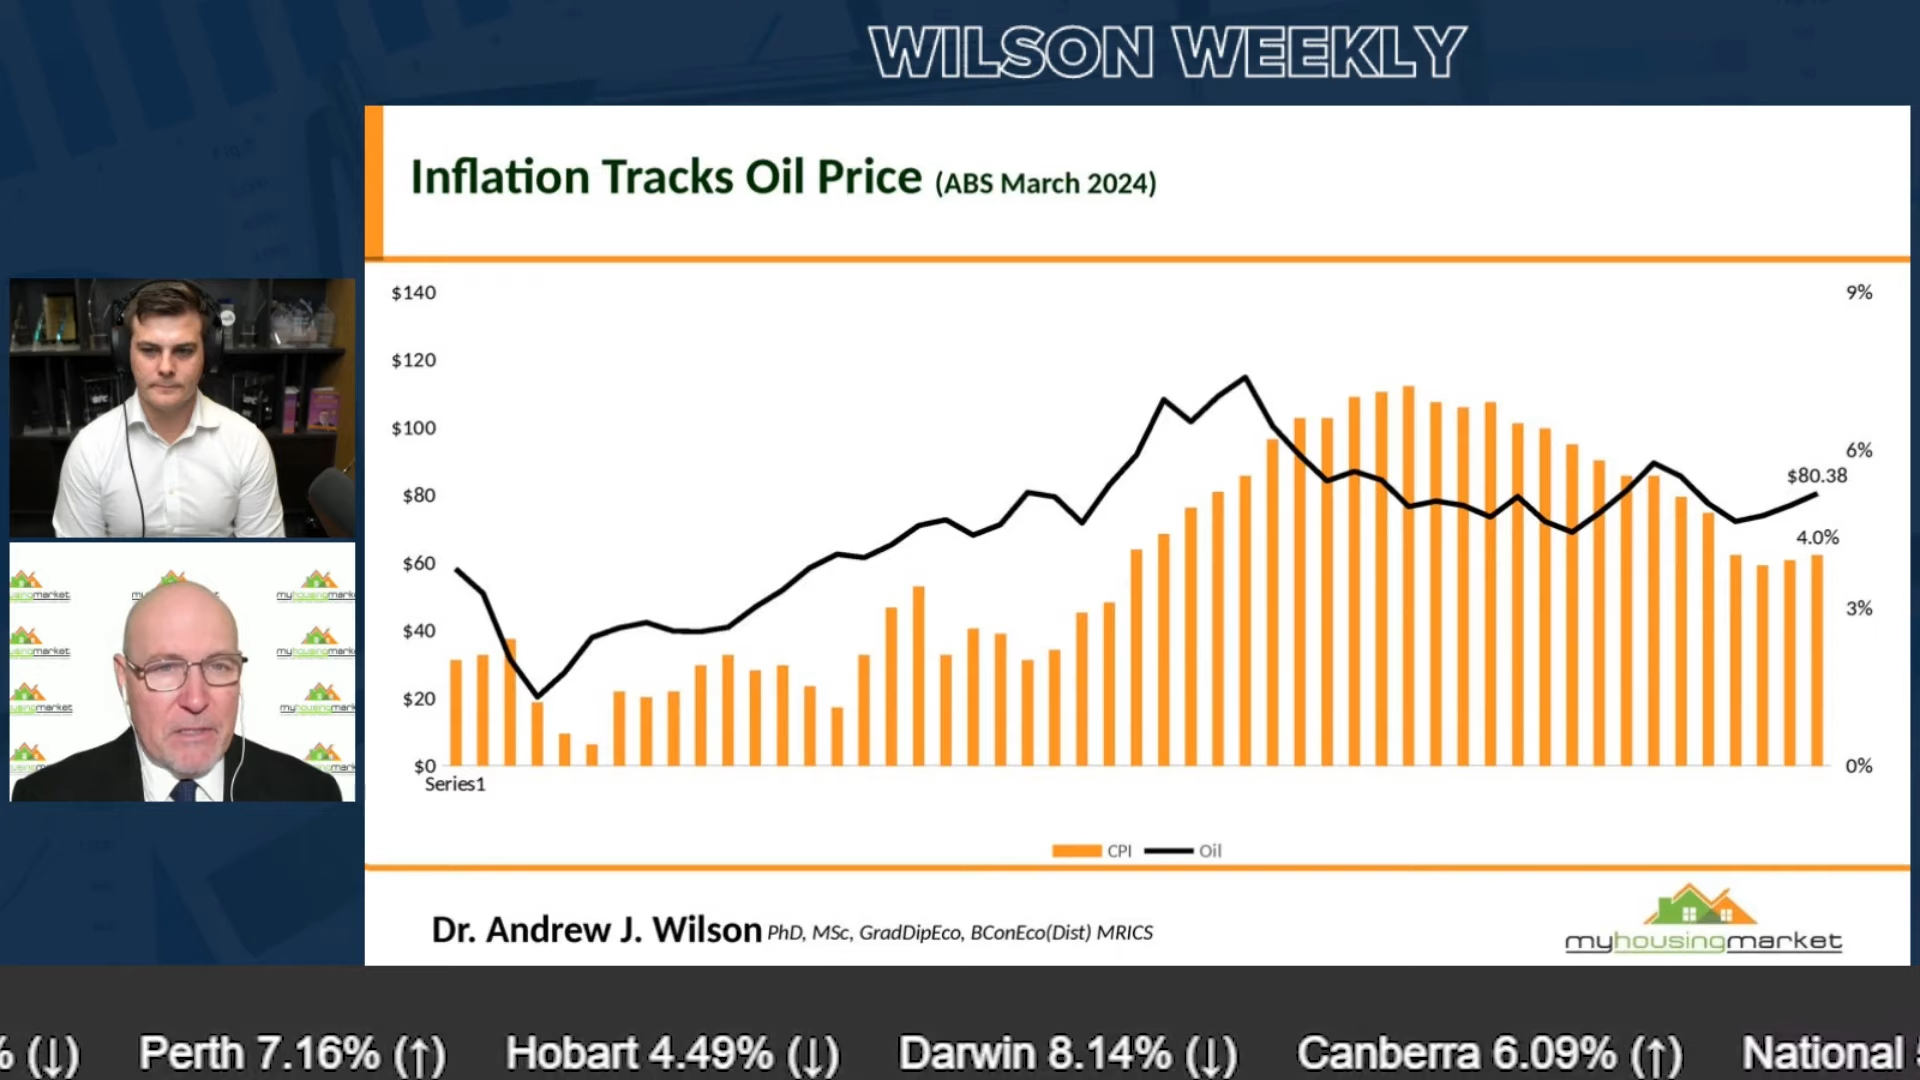 WILSON WEEKLY
Inflation Tracks Oil Price (ABS March 2024)
$140
9%
$120
$100
6%
$80
$80.38
4.0%
$60
3%
$40
$20
$0
0%
Series1
CPI
Oil
Dr. Andrew J. Wilson PhD, MSc, GradDipEco, BConEco(Dist) MRICS
myhousingmarket
% (↓) Perth 7.16% (↑) Hobart 4.49% (↓) Darwin 8.14% (↓) Canberra 6.09% (↑) National